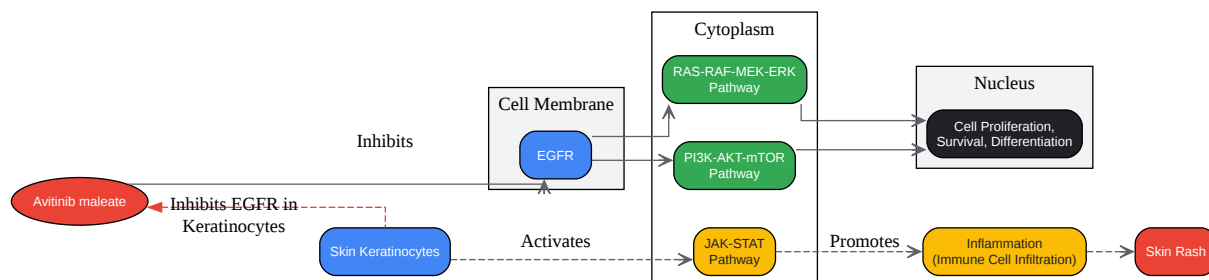 Cytoplasm
RAS-RAF-MEK-ERK
Pathway
Nucleus
Cell Membrane
Cell Proliferation,
Survival, Differentiation
Inhibits
EGFR
PI3K-AKT-mTOR
Pathway
Avitinib maleate
Inhibits EGFR in
Keratinocytes
Skin Keratinocytes
Activates
JAK-STAT
Pathway
Promotes
Inflammation
(Immune Cell Infiltration)
Skin Rash